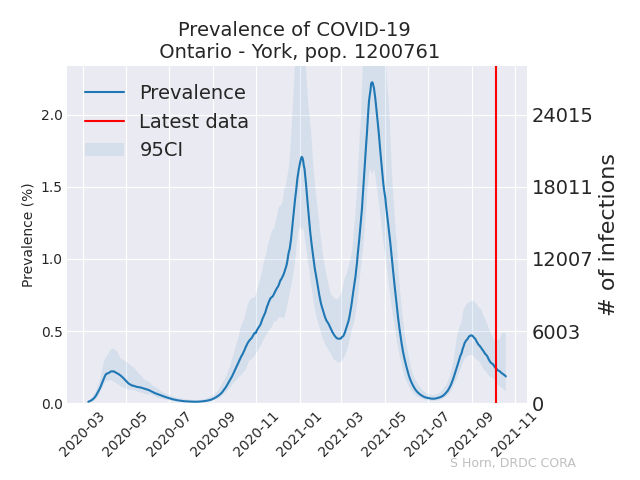 Prevalence of COVID-19
Ontario - York, pop. 1200761
Prevalence
Latest data
95CI
Prevalence (%)
2.0
1.5
1.0
0.5
0.0
24015
18011
12007
6003
0
# of infections
2020-03
2020-05
2020-07
2020-09
2020-11
2021-01
2021-03
2021-05
2021-07
2021-09
2021-11
S Horn, DRDC CORA